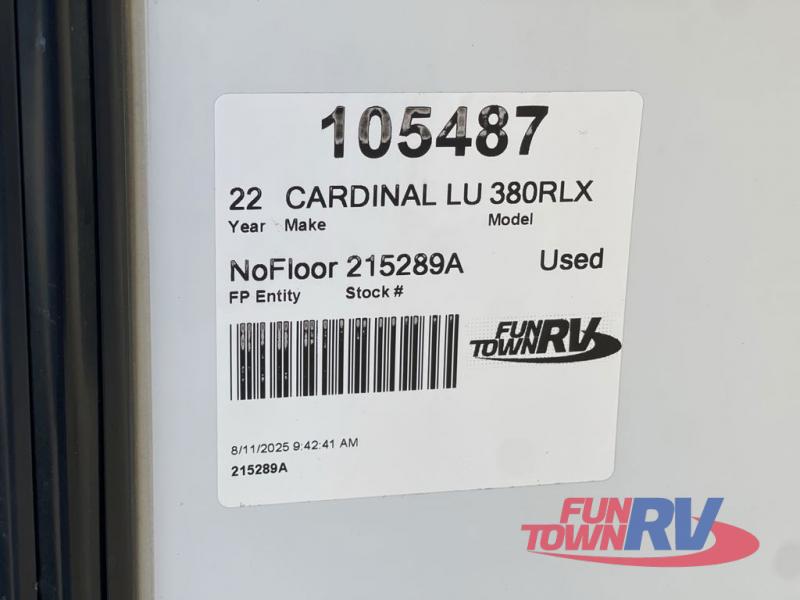 105487
22 CARDINAL LU 380RLX
Year Make Model
NoFloor 215289A Used
FP Entity Stock #
FUN TOWN RV
8/11/2025 9:42:41 AM
215289A
FUN TOWN RV